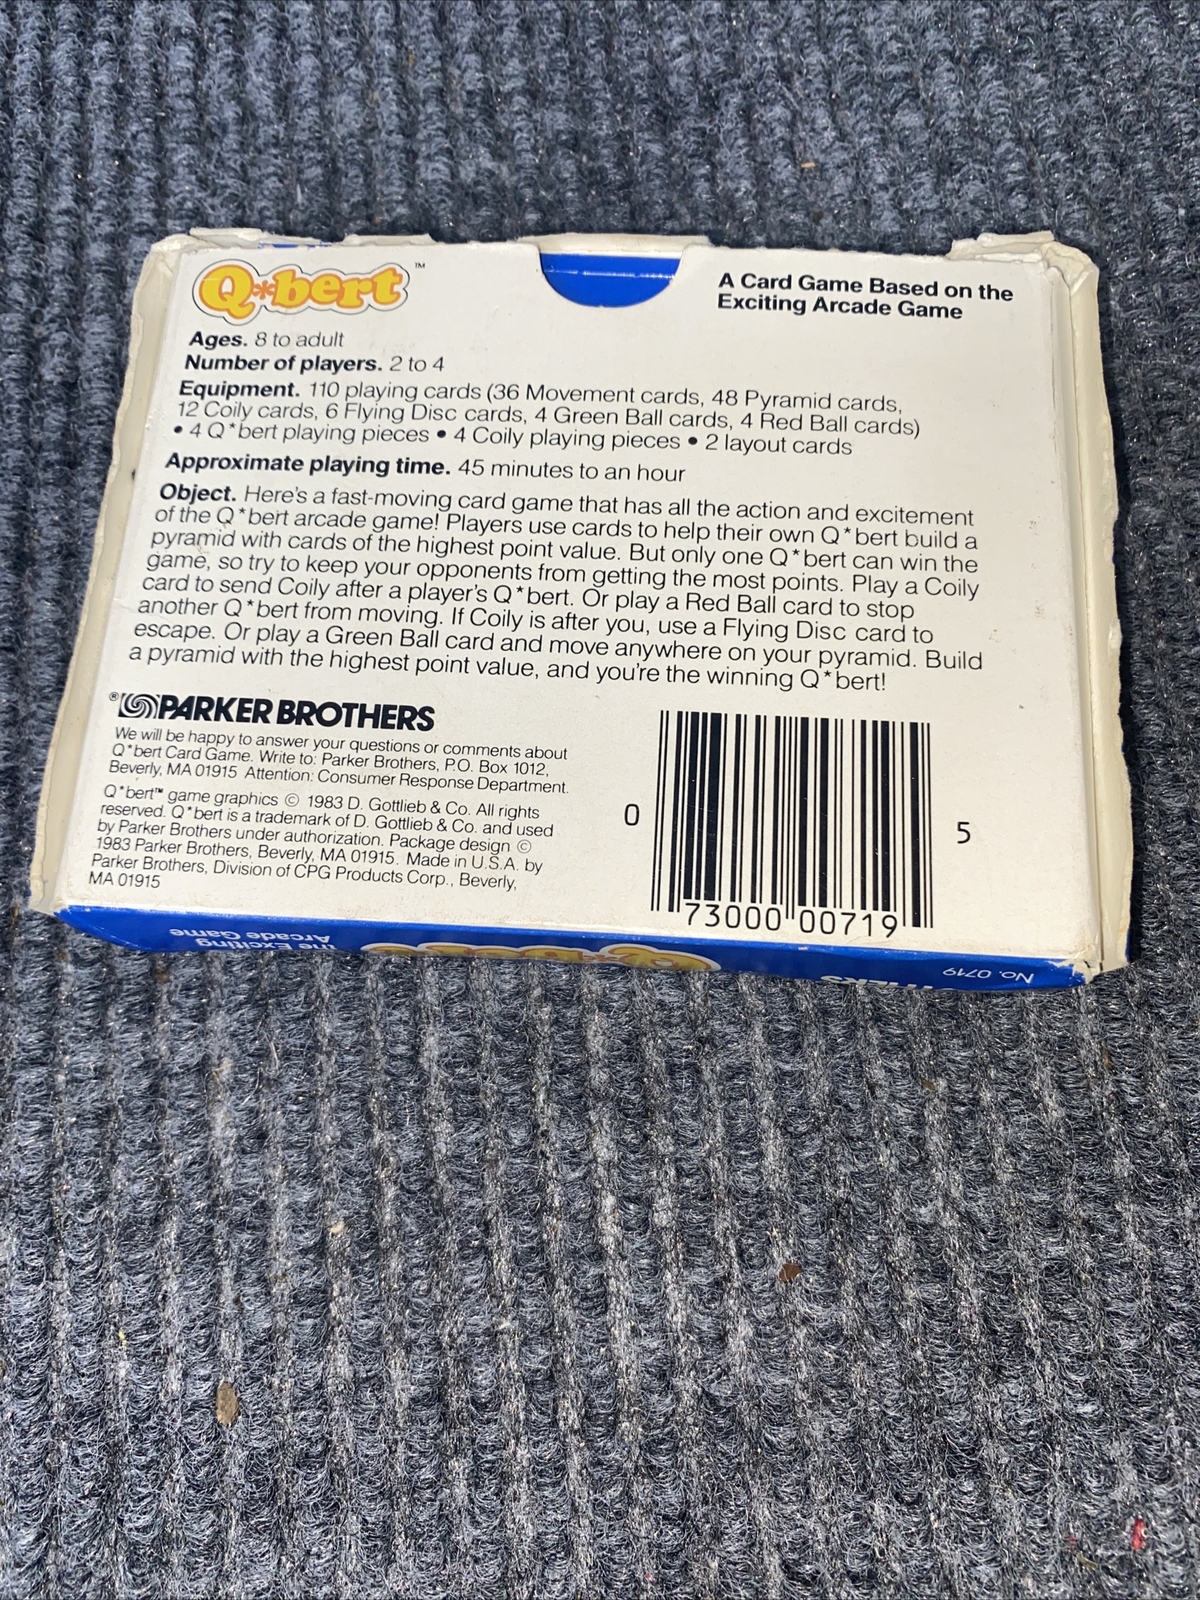 Q*bert™
A Card Game Based on the
Exciting Arcade Game
Ages. 8 to adult
Number of players. 2 to 4
Equipment. 110 playing cards (36 Movement cards, 48 Pyramid cards,
12 Coily cards, 6 Flying Disc cards, 4 Green Ball cards, 4 Red Ball cards)
• 4 Q*bert playing pieces • 4 Coily playing pieces • 2 layout cards
Approximate playing time. 45 minutes to an hour
Object. Here's a fast-moving card game that has all the action and excitement
of the Q*bert arcade game! Players use cards to help their own Q*bert build a
pyramid with cards of the highest point value. But only one Q*bert can win the
game, so try to keep your opponents from getting the most points. Play a Coily
card to send Coily after a player's Q*bert. Or play a Red Ball card to stop
another Q*bert from moving. If Coily is after you, use a Flying Disc card to
escape. Or play a Green Ball card and move anywhere on your pyramid. Build
a pyramid with the highest point value, and you're the winning Q*bert!
® PARKER BROTHERS
We will be happy to answer your questions or comments about
Q*bert Card Game. Write to: Parker Brothers, P.O. Box 1012,
Beverly, MA 01915 Attention: Consumer Response Department.
Q*bert™ game graphics © 1983 D. Gottlieb & Co. All rights
reserved. Q*bert is a trademark of D. Gottlieb & Co. and used
by Parker Brothers under authorization. Package design ©
1983 Parker Brothers, Beverly, MA 01915. Made in U.S.A. by
Parker Brothers, Division of CPG Products Corp., Beverly,
MA 01915
0 73000 00719 5
No. 0719
the Exciting
Arcade Game